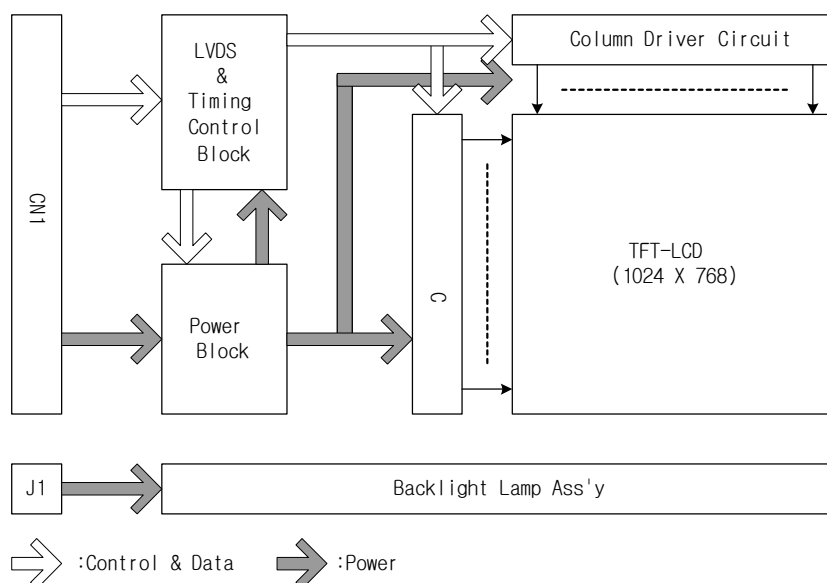 LVDS
&
Timing
Control
Block
Column Driver Circuit
CN1
TFT-LCD
(1024 X 768)
C
Power
Block
J1
Backlight Lamp Ass'y
:Control & Data
:Power